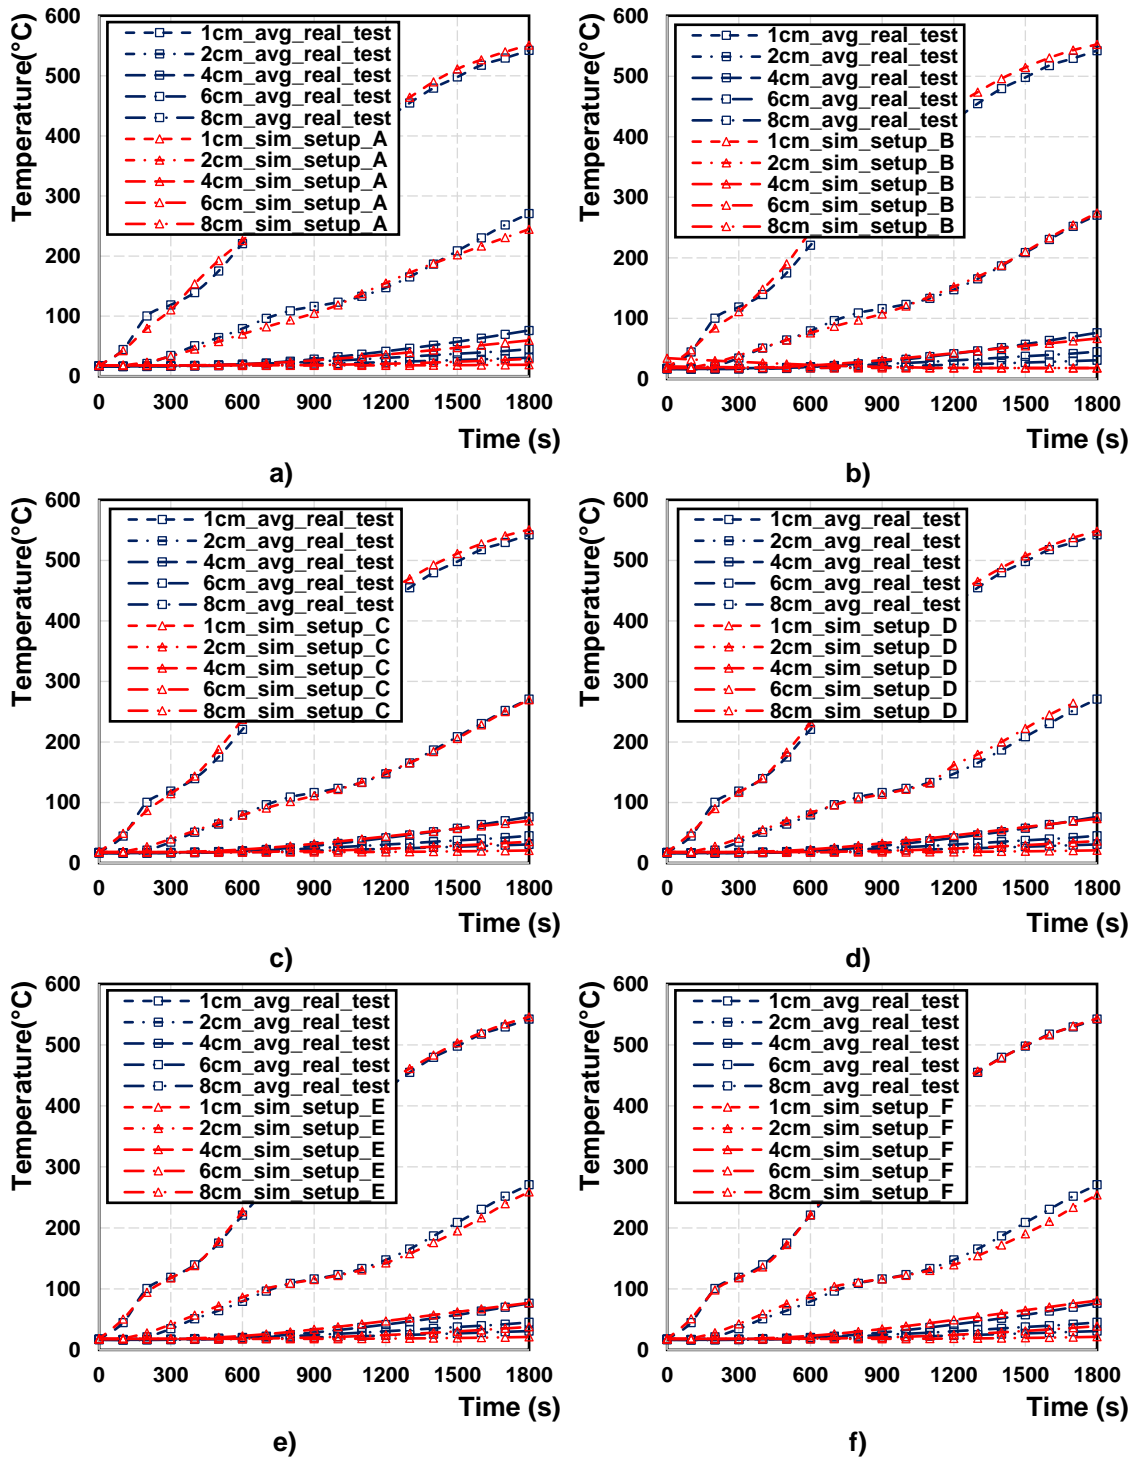 Temperature(°C)
600
500
400
300
200
100
0
0 300 600 900 1200 1500 1800
Time (s)
1cm_avg_real_test
2cm_avg_real_test
4cm_avg_real_test
6cm_avg_real_test
8cm_avg_real_test
1cm_sim_setup_A
2cm_sim_setup_A
4cm_sim_setup_A
6cm_sim_setup_A
8cm_sim_setup_A
a)
Temperature(°C)
600
500
400
300
200
100
0
0 300 600 900 1200 1500 1800
Time (s)
1cm_avg_real_test
2cm_avg_real_test
4cm_avg_real_test
6cm_avg_real_test
8cm_avg_real_test
1cm_sim_setup_B
2cm_sim_setup_B
4cm_sim_setup_B
6cm_sim_setup_B
8cm_sim_setup_B
b)
Temperature(°C)
600
500
400
300
200
100
0
0 300 600 900 1200 1500 1800
Time (s)
1cm_avg_real_test
2cm_avg_real_test
4cm_avg_real_test
6cm_avg_real_test
8cm_avg_real_test
1cm_sim_setup_C
2cm_sim_setup_C
4cm_sim_setup_C
6cm_sim_setup_C
8cm_sim_setup_C
c)
Temperature(°C)
600
500
400
300
200
100
0
0 300 600 900 1200 1500 1800
Time (s)
1cm_avg_real_test
2cm_avg_real_test
4cm_avg_real_test
6cm_avg_real_test
8cm_avg_real_test
1cm_sim_setup_D
2cm_sim_setup_D
4cm_sim_setup_D
6cm_sim_setup_D
8cm_sim_setup_D
d)
Temperature(°C)
600
500
400
300
200
100
0
0 300 600 900 1200 1500 1800
Time (s)
1cm_avg_real_test
2cm_avg_real_test
4cm_avg_real_test
6cm_avg_real_test
8cm_avg_real_test
1cm_sim_setup_E
2cm_sim_setup_E
4cm_sim_setup_E
6cm_sim_setup_E
8cm_sim_setup_E
e)
Temperature(°C)
600
500
400
300
200
100
0
0 300 600 900 1200 1500 1800
Time (s)
1cm_avg_real_test
2cm_avg_real_test
4cm_avg_real_test
6cm_avg_real_test
8cm_avg_real_test
1cm_sim_setup_F
2cm_sim_setup_F
4cm_sim_setup_F
6cm_sim_setup_F
8cm_sim_setup_F
f)